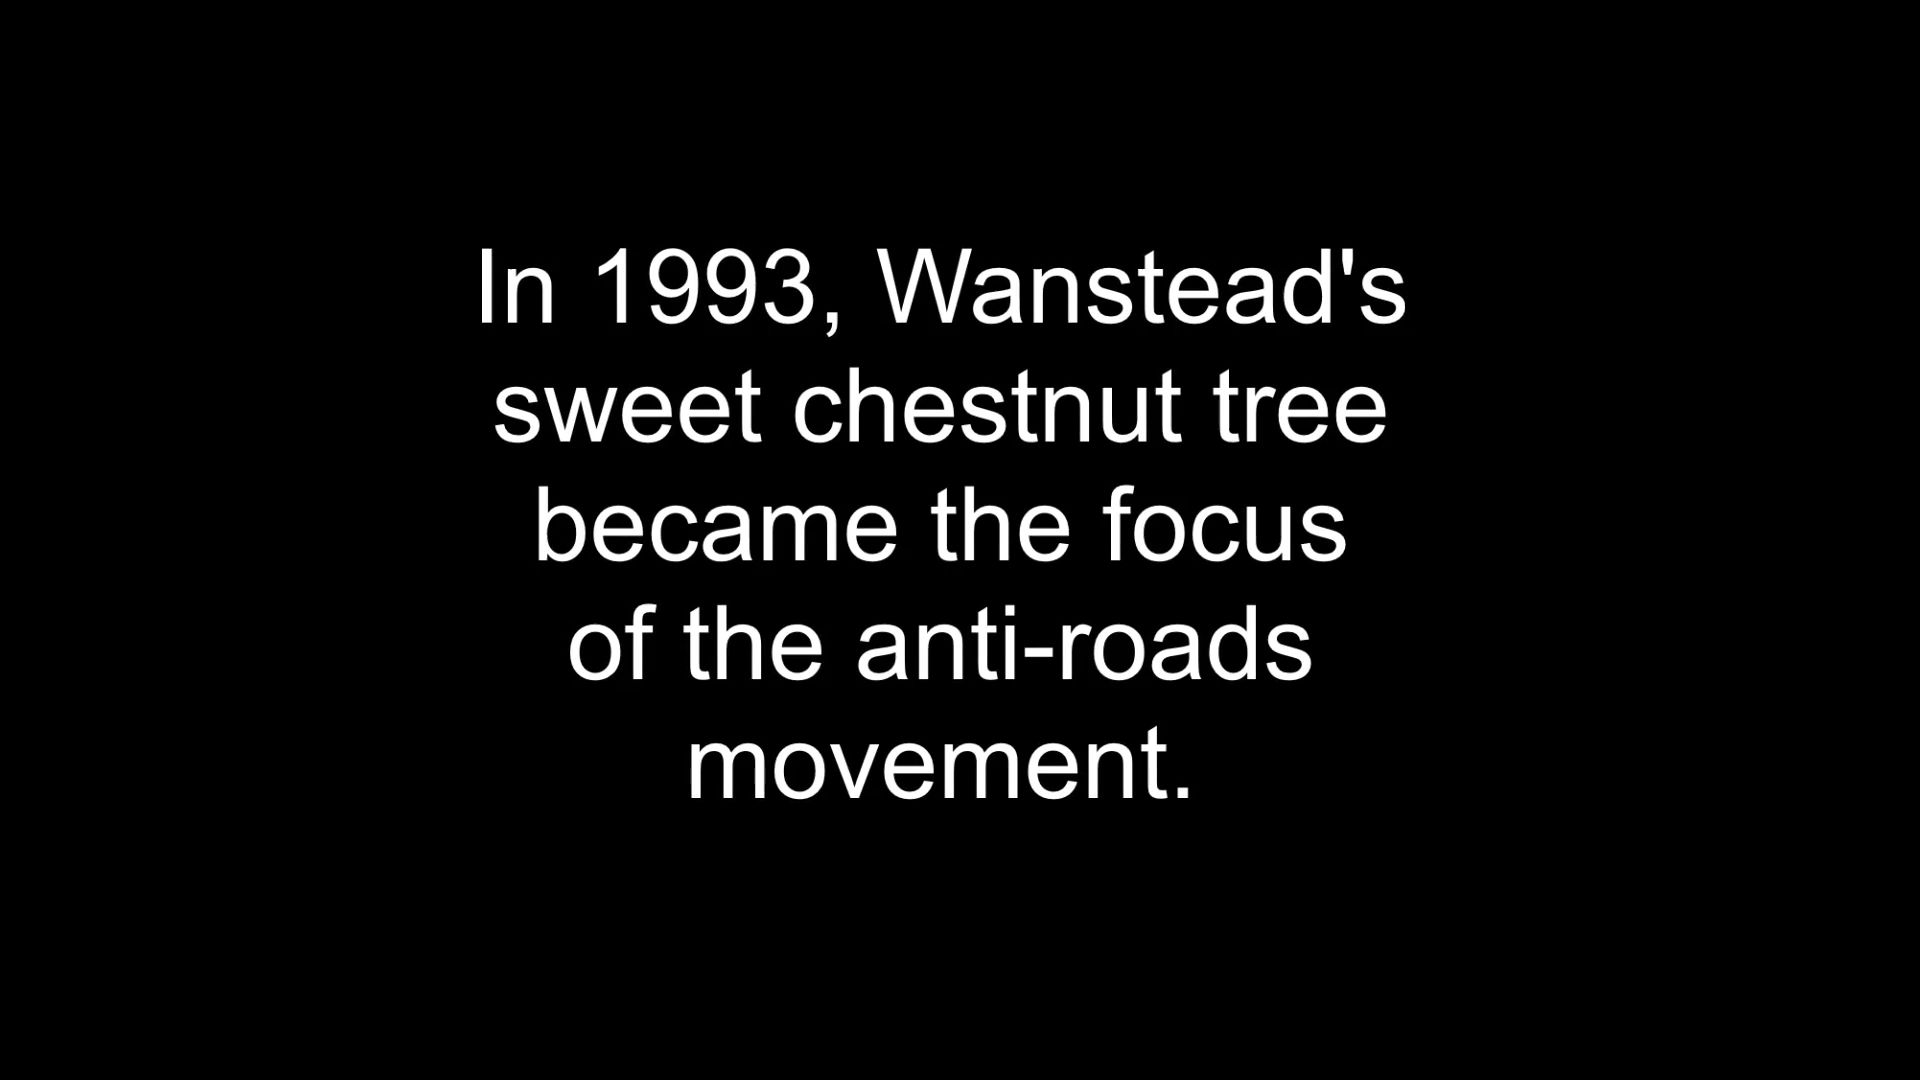 In 1993, Wanstead's
sweet chestnut tree
became the focus
of the anti-roads
movement.